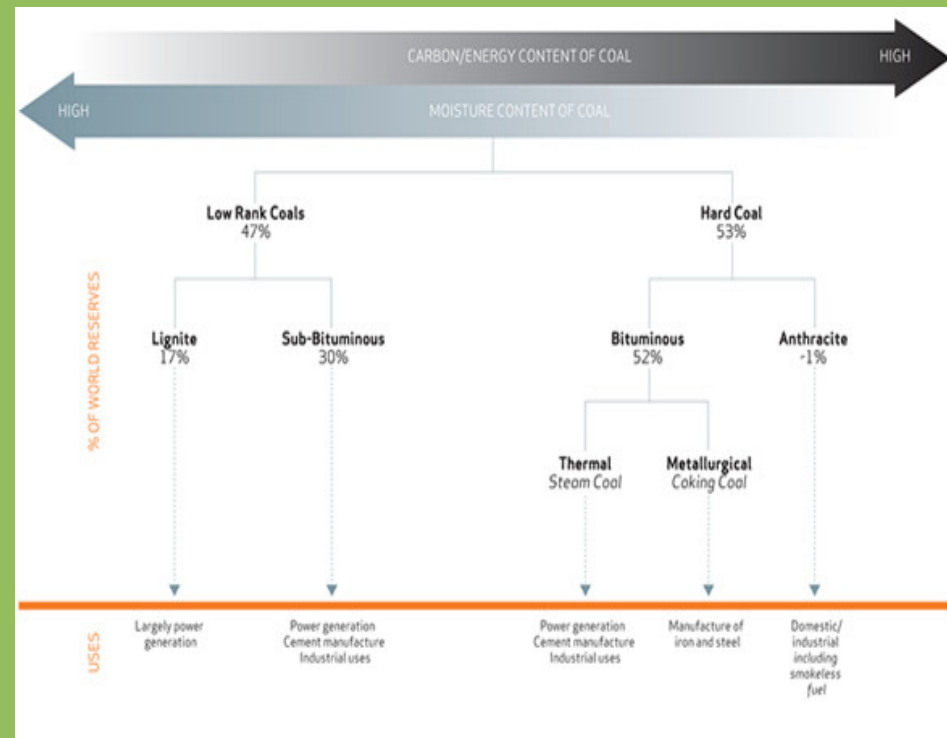 CARBON/ENERGY CONTENT OF COAL
HIGH
HIGH
MOISTURE CONTENT OF COAL
Low Rank Coals
47%
Hard Coal
53%
% OF WORLD RESERVES
Lignite
17%
Sub-Bituminous
30%
Bituminous
52%
Anthracite
~1%
Thermal
Steam Coal
Metallurgical
Coking Coal
USES
Largely power
generation
Power generation
Cement manufacture
Industrial uses
Power generation
Cement manufacture
Industrial uses
Manufacture of
iron and steel
Domestic/
industrial
including
smokeless
fuel